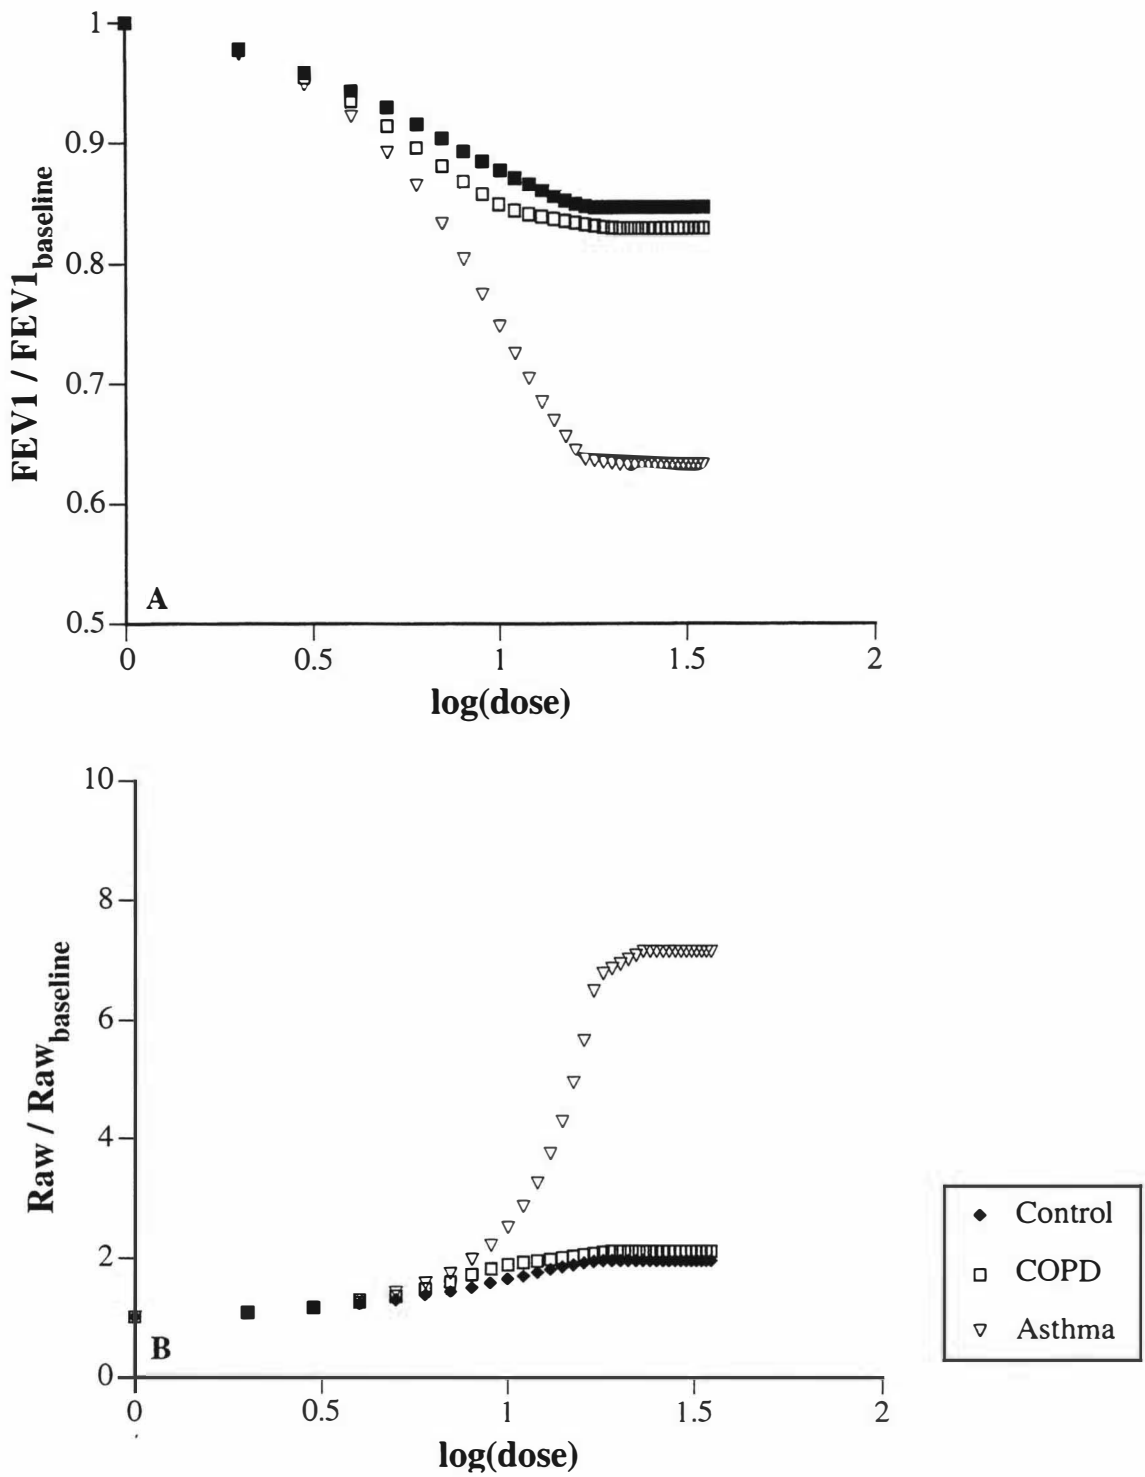 1
0.9
0.8
0.7
0.6
0.5
FEV1 / FEV1baseline
A
0 0.5 1 1.5 2
log(dose)
10
8
6
4
2
0
Raw / Rawbaseline
B
0 0.5 1 1.5 2
log(dose)
Control
COPD
Asthma